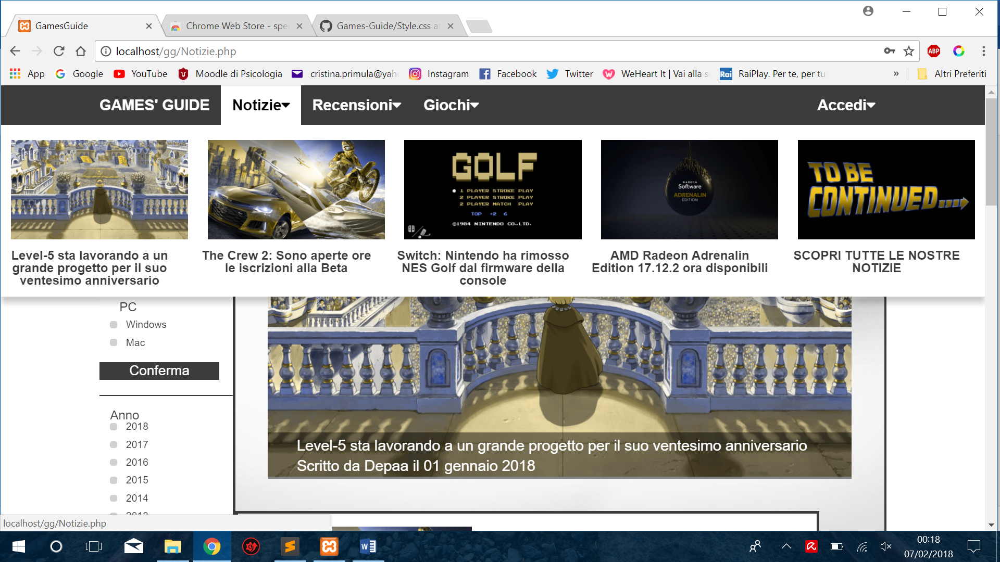 GamesGuide
Chrome Web Store - spe
Games-Guide/Style.css at
localhost/gg/Notizie.php
ABP
App
Google
YouTube
Moodle di Psicologia
cristina.primula@yah
Instagram
Facebook
Twitter
WeHeart It | Vai alla s
Rai
RaiPlay. Per te, per tut
»
Altri Preferiti
GAMES' GUIDE
Notizie
Recensioni
Giochi
Accedi
GOLF
1 PLAYER STROKE PLAY
2 PLAYER STROKE PLAY
2 PLAYER MATCH PLAY
TOP +2 6
©1984 NINTENDO CO.,LTD.
RADEON
Software
ADRENALIN
EDITION
TO BE
CONTINUED....
Level-5 sta lavorando a un
grande progetto per il suo
ventesimo anniversario
The Crew 2: Sono aperte ore
le iscrizioni alla Beta
Switch: Nintendo ha rimosso
NES Golf dal firmware della
console
AMD Radeon Adrenalin
Edition 17.12.2 ora disponibili
SCOPRI TUTTE LE NOSTRE
NOTIZIE
PC
Windows
Mac
Conferma
Anno
2018
2017
2016
2015
2014
Level-5 sta lavorando a un grande progetto per il suo ventesimo anniversario
Scritto da Depaa il 01 gennaio 2018
localhost/gg/Notizie.php
00:18
07/02/2018